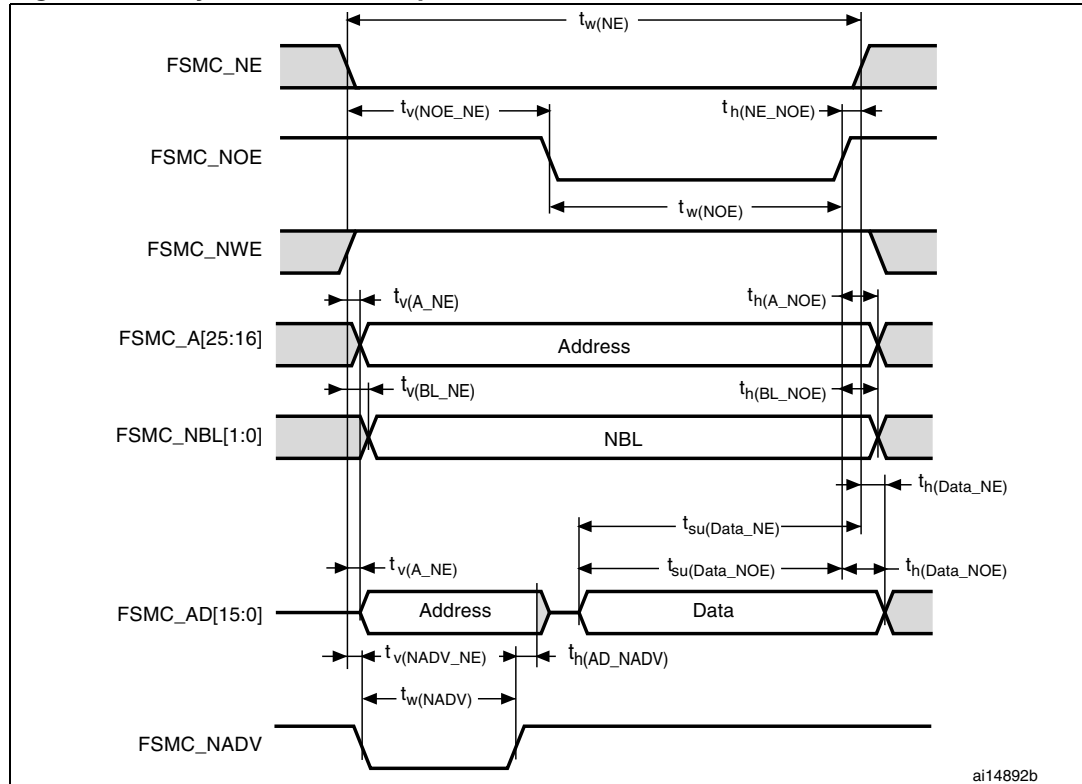 tw(NE)
FSMC_NE
tv(NOE_NE)
th(NE_NOE)
FSMC_NOE
tw(NOE)
FSMC_NWE
tv(A_NE)
th(A_NOE)
FSMC_A[25:16]
Address
tv(BL_NE)
th(BL_NOE)
FSMC_NBL[1:0]
NBL
th(Data_NE)
tsu(Data_NE)
tv(A_NE)
tsu(Data_NOE)
th(Data_NOE)
FSMC_AD[15:0]
Address
Data
tv(NADV_NE)
th(AD_NADV)
tw(NADV)
FSMC_NADV
ai14892b